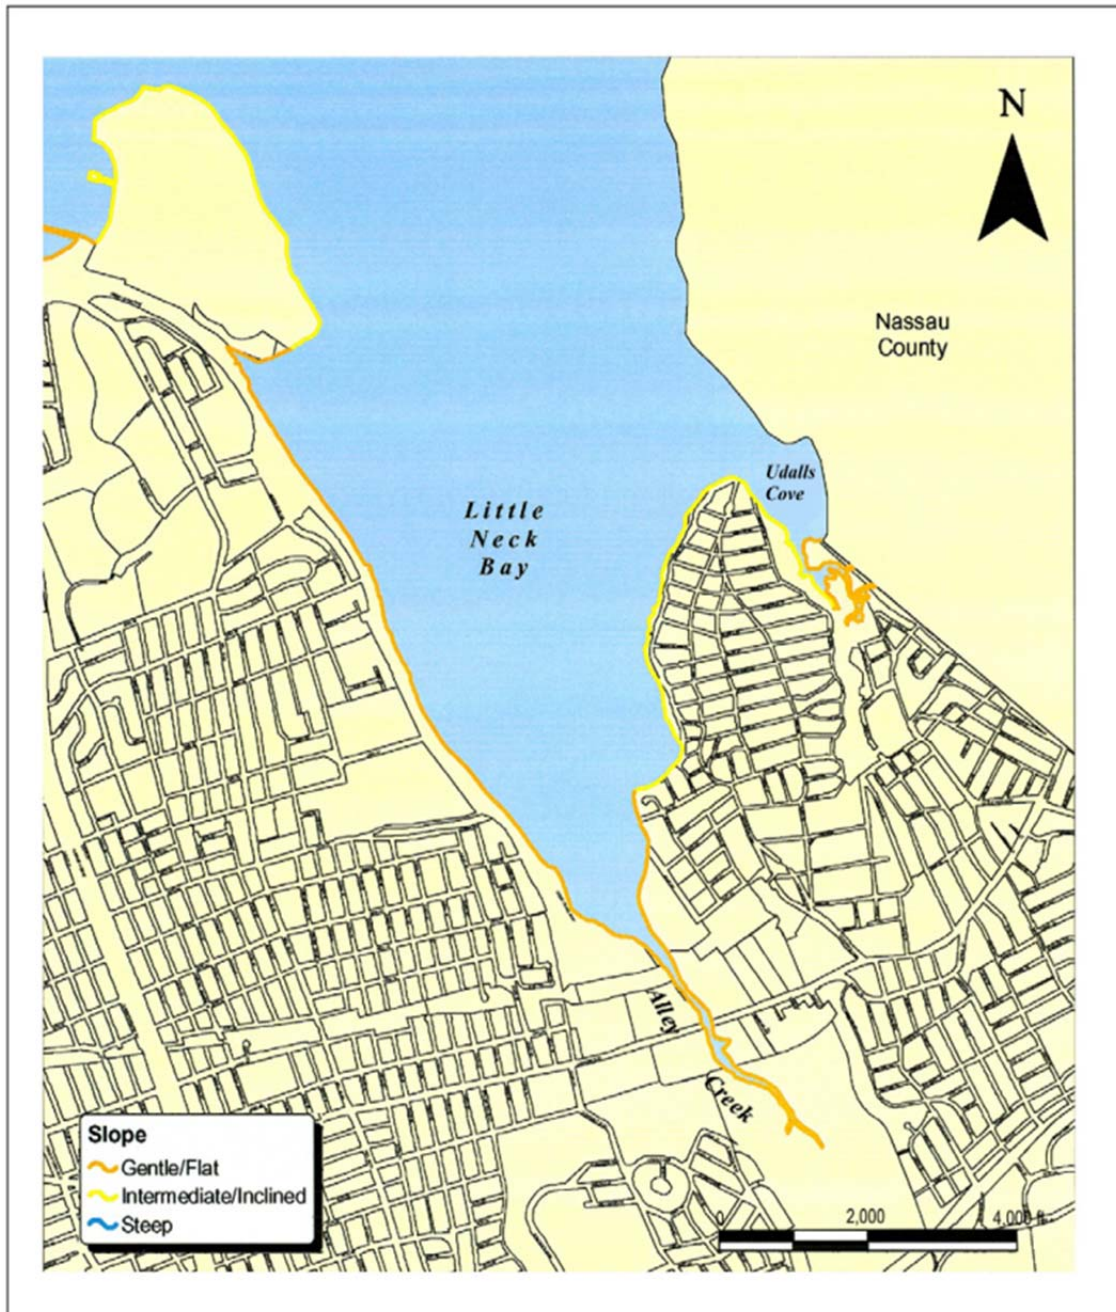 N
Nassau
County
Udalls
Cove
Little
Neck
Bay
Alley
Creek
Slope
Gentle/Flat
Intermediate/Inclined
Steep
0 2,000 4,000 ft.